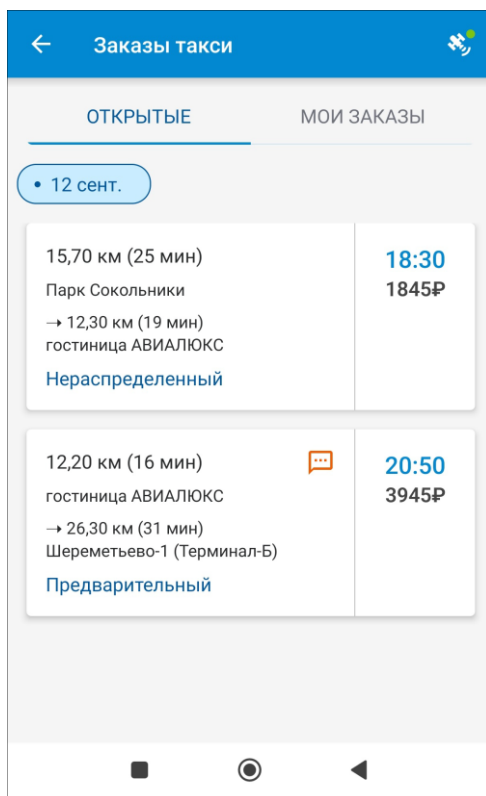 Заказы такси
ОТКРЫТЫЕ
МОИ ЗАКАЗЫ
• 12 сент.
15,70 км (25 мин)
18:30
Парк Сокольники
1845₽
→ 12,30 км (19 мин)
гостиница АВИАЛЮКС
Нераспределенный
12,20 км (16 мин)
20:50
гостиница АВИАЛЮКС
3945₽
→ 26,30 км (31 мин)
Шереметьево-1 (Терминал-Б)
Предварительный